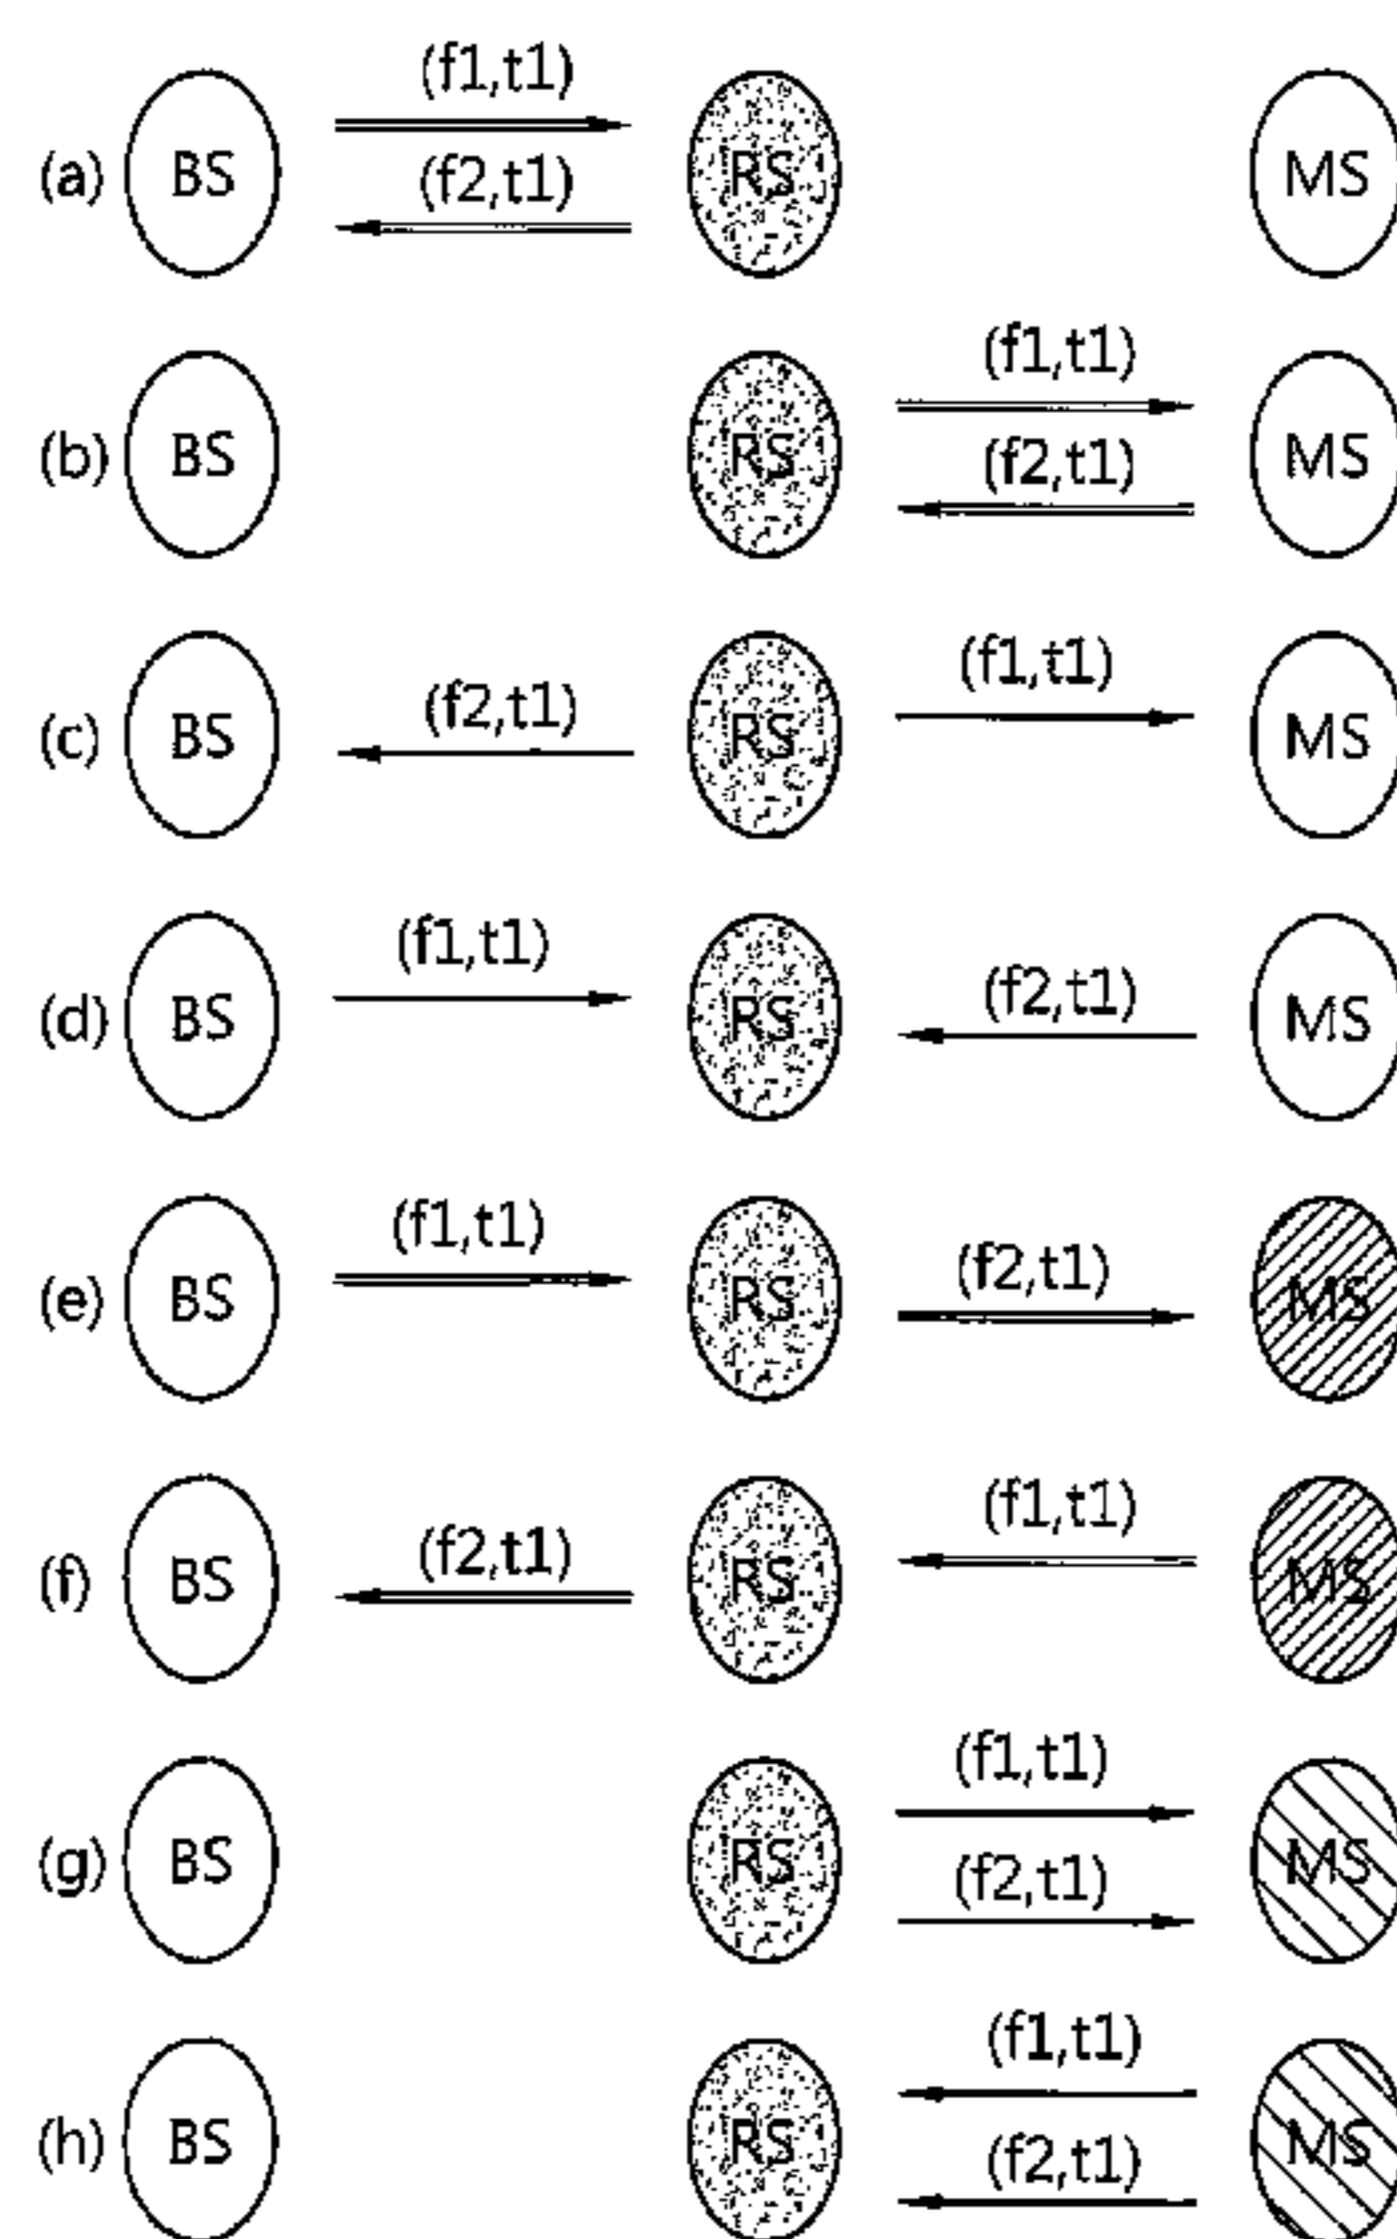 (f1,t1)
(a) BS RS MS
(f2,t1)
(f1,t1)
(b) BS RS MS
(f2,t1)
(f1,t1)
(c) BS (f2,t1) RS MS
(f1,t1)
(d) BS RS (f2,t1) MS
(f1,t1)
(e) BS RS (f2,t1) MS
(f1,t1)
(f) BS (f2,t1) RS MS
(f1,t1)
(g) BS RS MS
(f2,t1)
(f1,t1)
(h) BS RS MS
(f2,t1)